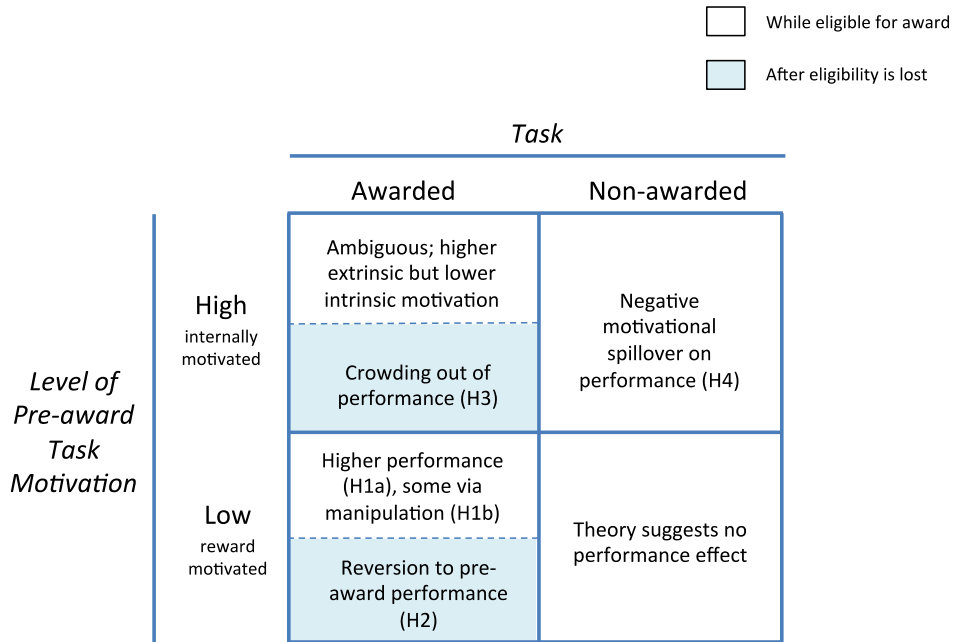 While eligible for award
After eligibility is lost
Task
Awarded
Non-awarded
Level of
Pre-award
Task
Motivation
High
internally
motivated
Ambiguous; higher
extrinsic but lower
intrinsic motivation
Crowding out of
performance (H3)
Negative
motivational
spillover on
performance (H4)
Low
reward
motivated
Higher performance
(H1a), some via
manipulation (H1b)
Reversion to pre-
award performance
(H2)
Theory suggests no
performance effect